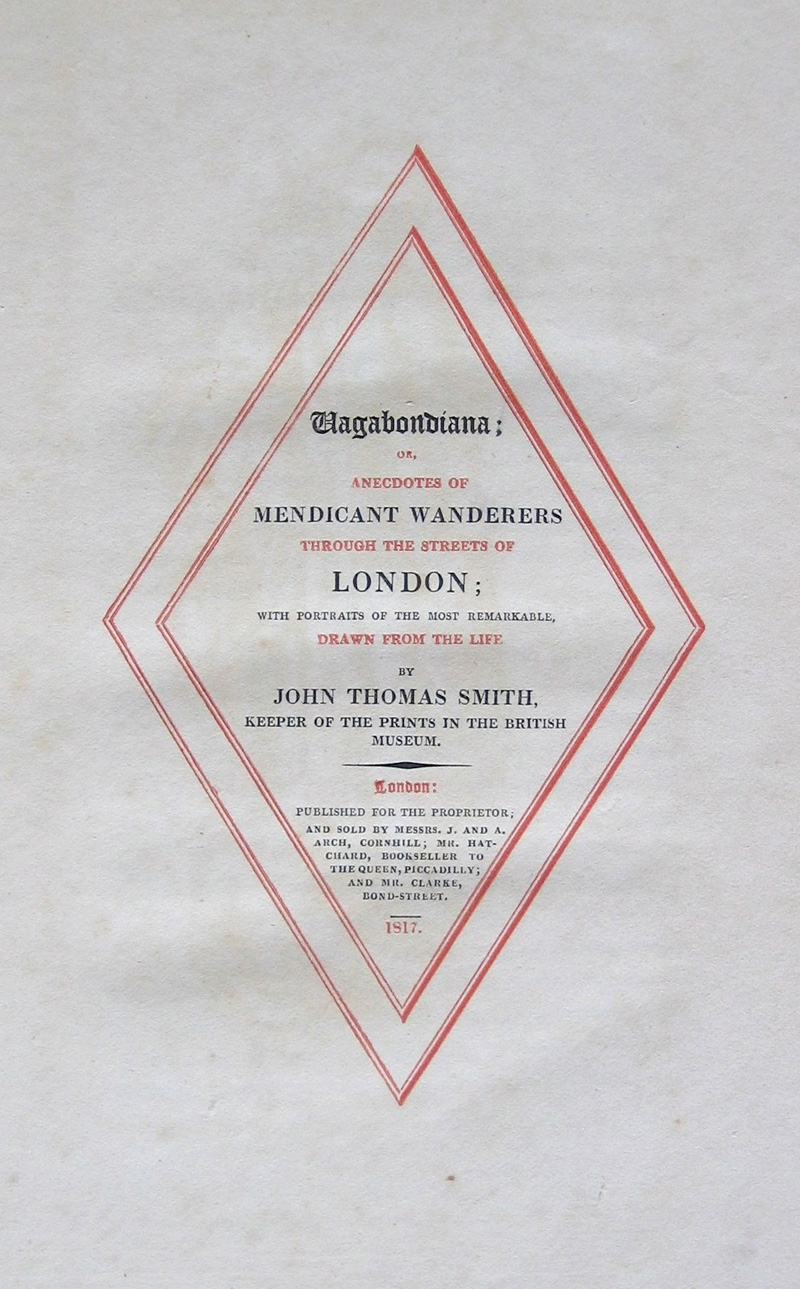 Vagabondiana;
OR,
ANECDOTES OF
MENDICANT WANDERERS
THROUGH THE STREETS OF
LONDON;
WITH PORTRAITS OF THE MOST REMARKABLE,
DRAWN FROM THE LIFE
BY
JOHN THOMAS SMITH,
KEEPER OF THE PRINTS IN THE BRITISH
MUSEUM.
London:
PUBLISHED FOR THE PROPRIETOR;
AND SOLD BY MESSRS. J. AND A.
ARCH, CORNHILL; MR. HAT-
CHARD, BOOKSELLER TO
THE QUEEN, PICCADILLY;
AND MR. CLARKE,
BOND-STREET.
1817.